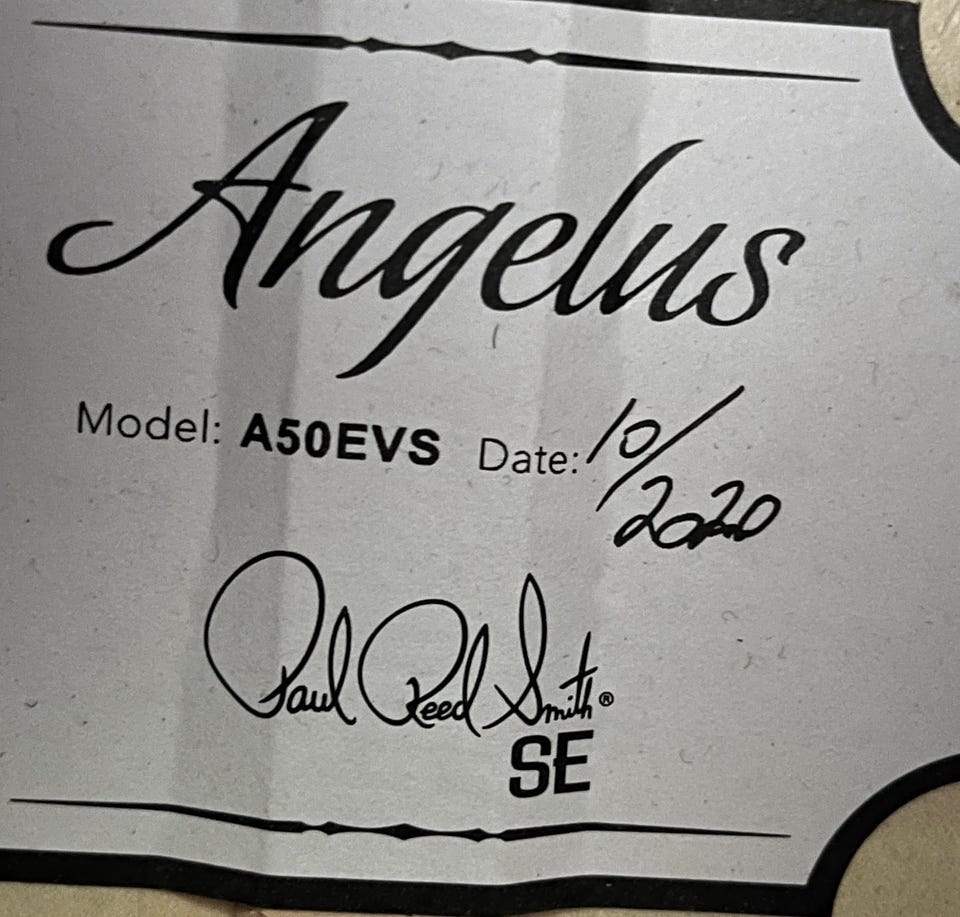 Angelus
Model: A50EVS Date: 10/
2020
Paul Reed Smith®
SE